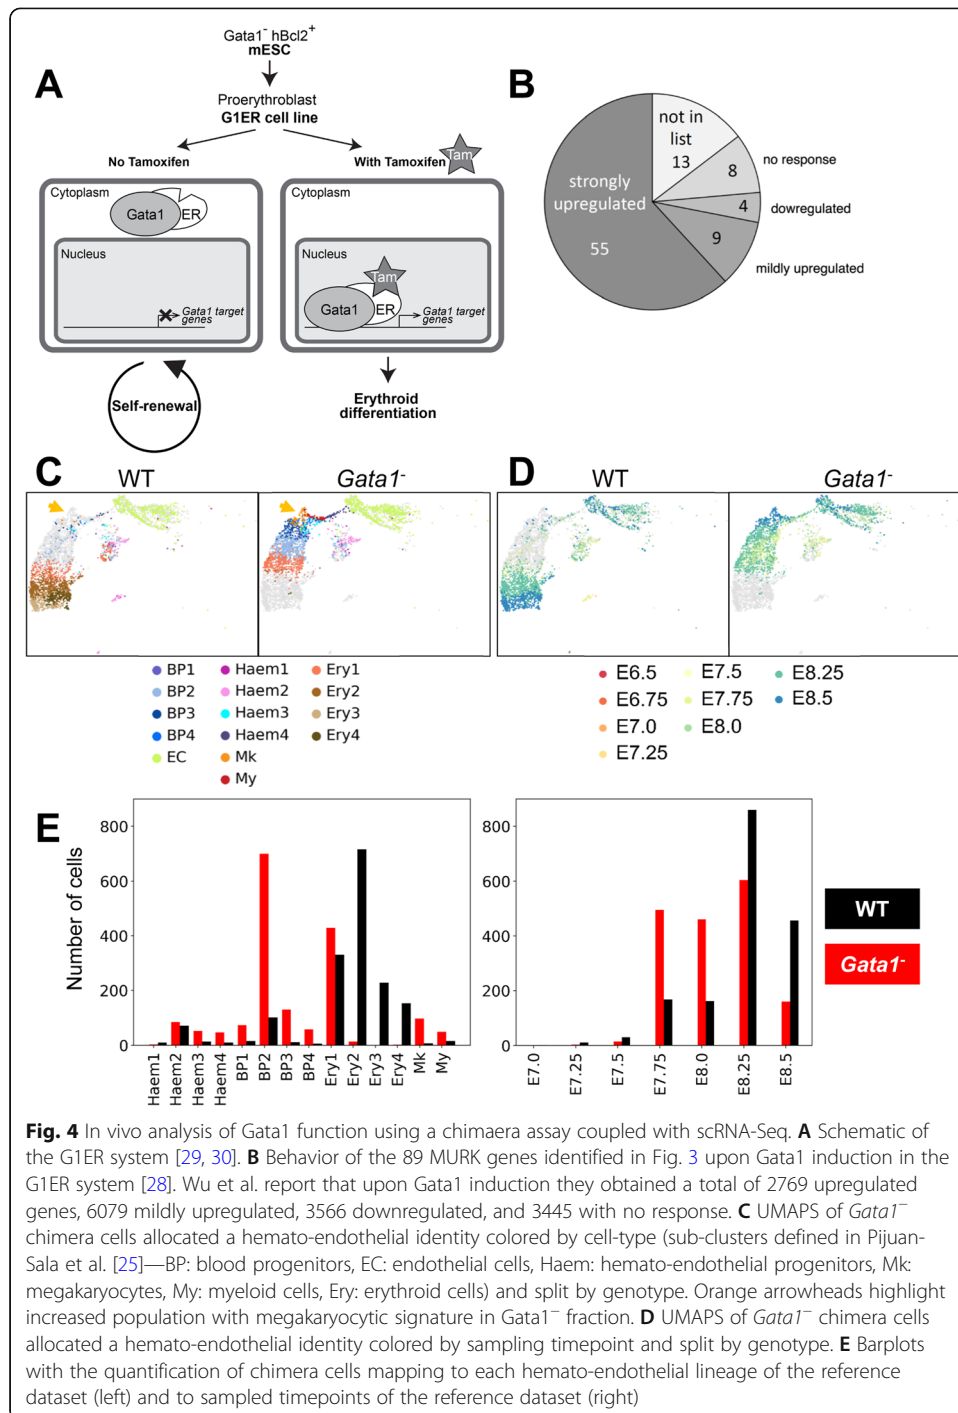 Gata1- hBcl2+
mESC
A
Proerythroblast
G1ER cell line
No Tamoxifen
With Tamoxifen
Tam
Cytoplasm
Gata1
ER
Nucleus
Gata1 target
genes
Self-renewal
Cytoplasm
Nucleus
Tam
Gata1
ER
Gata1 target
genes
Erythroid
differentiation
B
not in
list
13
8
no response
4
dowregulated
9
mildly upregulated
strongly
upregulated
55
C
WT
Gata1-
BP1
BP2
BP3
BP4
EC
Haem1
Haem2
Haem3
Haem4
Mk
My
Ery1
Ery2
Ery3
Ery4
D
WT
Gata1-
E6.5
E6.75
E7.0
E7.25
E7.5
E7.75
E8.0
E8.25
E8.5
E
Number of cells
800
600
400
200
0
Haem1
Haem2
Haem3
Haem4
BP1
BP2
BP3
BP4
Ery1
Ery2
Ery3
Ery4
Mk
My
800
600
400
200
0
E7.0
E7.25
E7.5
E7.75
E8.0
E8.25
E8.5
WT
Gata1-
Fig. 4 In vivo analysis of Gata1 function using a chimaera assay coupled with scRNA-Seq. A Schematic of
the G1ER system [29, 30]. B Behavior of the 89 MURK genes identified in Fig. 3 upon Gata1 induction in the
G1ER system [28]. Wu et al. report that upon Gata1 induction they obtained a total of 2769 upregulated
genes, 6079 mildly upregulated, 3566 downregulated, and 3445 with no response. C UMAPS of Gata1−
chimera cells allocated a hemato-endothelial identity colored by cell-type (sub-clusters defined in Pijuan-
Sala et al. [25]—BP: blood progenitors, EC: endothelial cells, Haem: hemato-endothelial progenitors, Mk:
megakaryocytes, My: myeloid cells, Ery: erythroid cells) and split by genotype. Orange arrowheads highlight
increased population with megakaryocytic signature in Gata1− fraction. D UMAPS of Gata1− chimera cells
allocated a hemato-endothelial identity colored by sampling timepoint and split by genotype. E Barplots
with the quantification of chimera cells mapping to each hemato-endothelial lineage of the reference
dataset (left) and to sampled timepoints of the reference dataset (right)